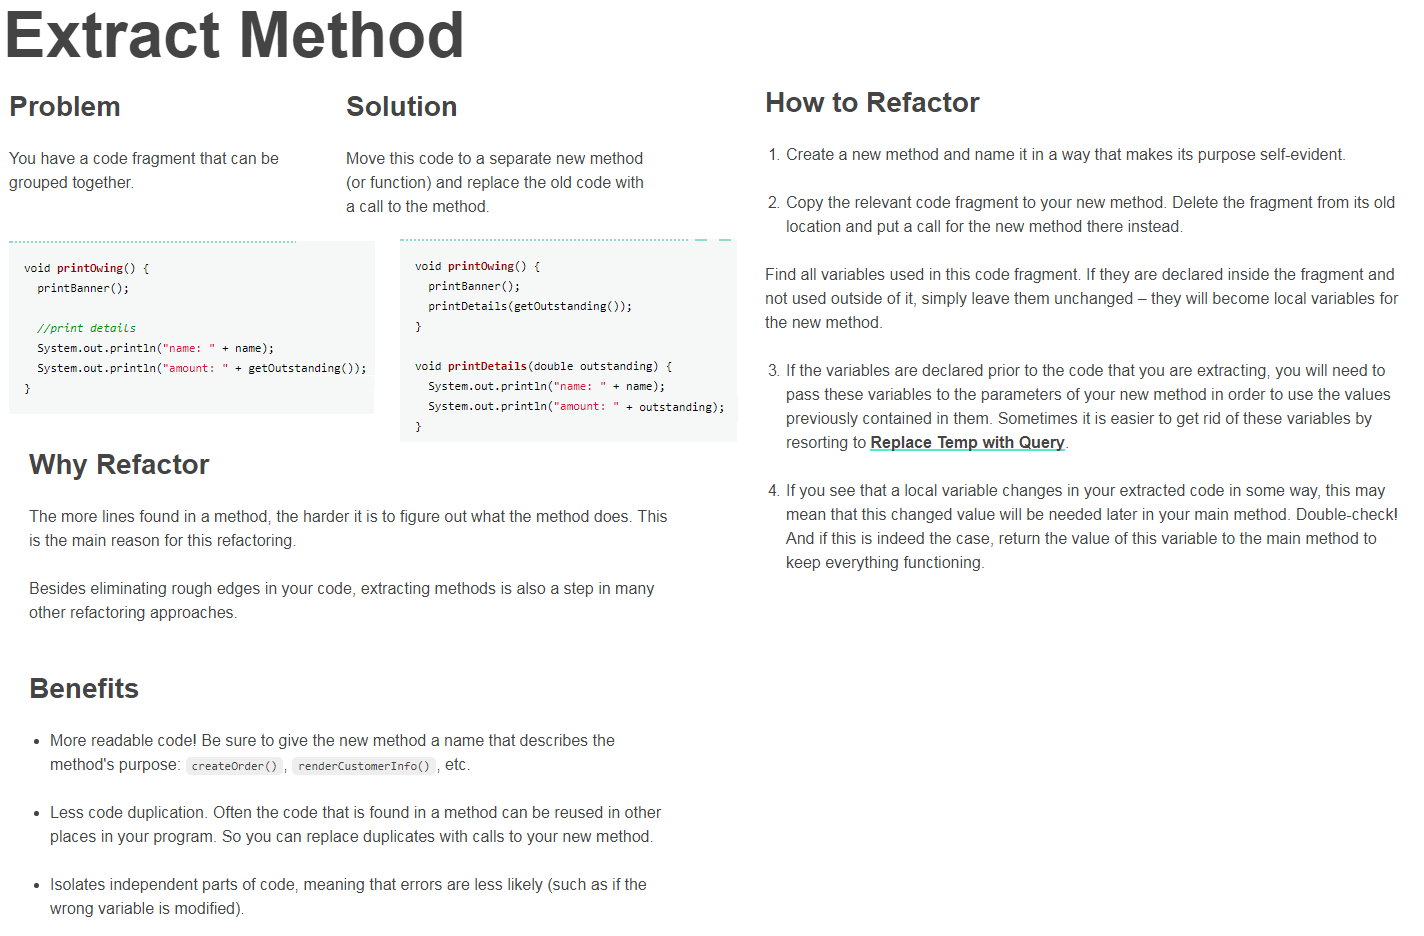 Extract Method
Problem
You have a code fragment that can be
grouped together.
void printOwing() {
  printBanner();

  //print details
  System.out.println("name: " + name);
  System.out.println("amount: " + getOutstanding());
}
Solution
Move this code to a separate new method
(or function) and replace the old code with
a call to the method.
void printOwing() {
  printBanner();
  printDetails(getOutstanding());
}

void printDetails(double outstanding) {
  System.out.println("name: " + name);
  System.out.println("amount: " + outstanding);
}
Why Refactor
The more lines found in a method, the harder it is to figure out what the method does. This
is the main reason for this refactoring.
Besides eliminating rough edges in your code, extracting methods is also a step in many
other refactoring approaches.
Benefits
• More readable code! Be sure to give the new method a name that describes the
method's purpose: createOrder(), renderCustomerInfo(), etc.
• Less code duplication. Often the code that is found in a method can be reused in other
places in your program. So you can replace duplicates with calls to your new method.
• Isolates independent parts of code, meaning that errors are less likely (such as if the
wrong variable is modified).
How to Refactor
1. Create a new method and name it in a way that makes its purpose self-evident.
2. Copy the relevant code fragment to your new method. Delete the fragment from its old
location and put a call for the new method there instead.
Find all variables used in this code fragment. If they are declared inside the fragment and
not used outside of it, simply leave them unchanged – they will become local variables for
the new method.
3. If the variables are declared prior to the code that you are extracting, you will need to
pass these variables to the parameters of your new method in order to use the values
previously contained in them. Sometimes it is easier to get rid of these variables by
resorting to Replace Temp with Query.
4. If you see that a local variable changes in your extracted code in some way, this may
mean that this changed value will be needed later in your main method. Double-check!
And if this is indeed the case, return the value of this variable to the main method to
keep everything functioning.